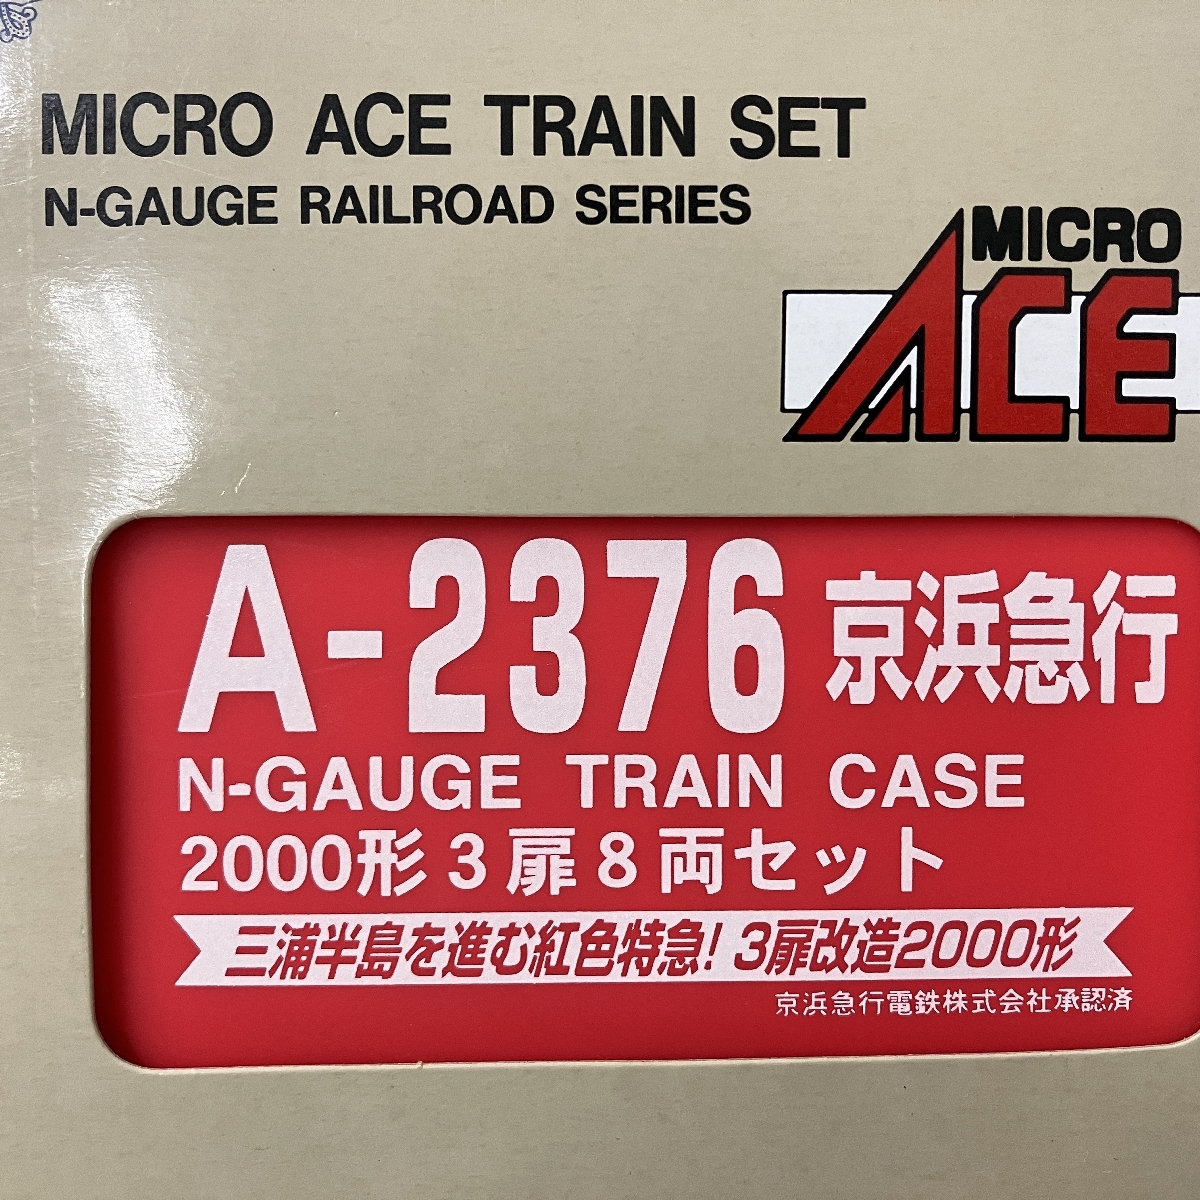 MICRO ACE TRAIN SET
N-GAUGE RAILROAD SERIES
MICRO
ACE
A-2376 京浜急行
N-GAUGE TRAIN CASE
2000形3扉8両セット
三浦半島を進む紅色特急!3扉改造2000形
京浜急行電鉄株式会社承認済